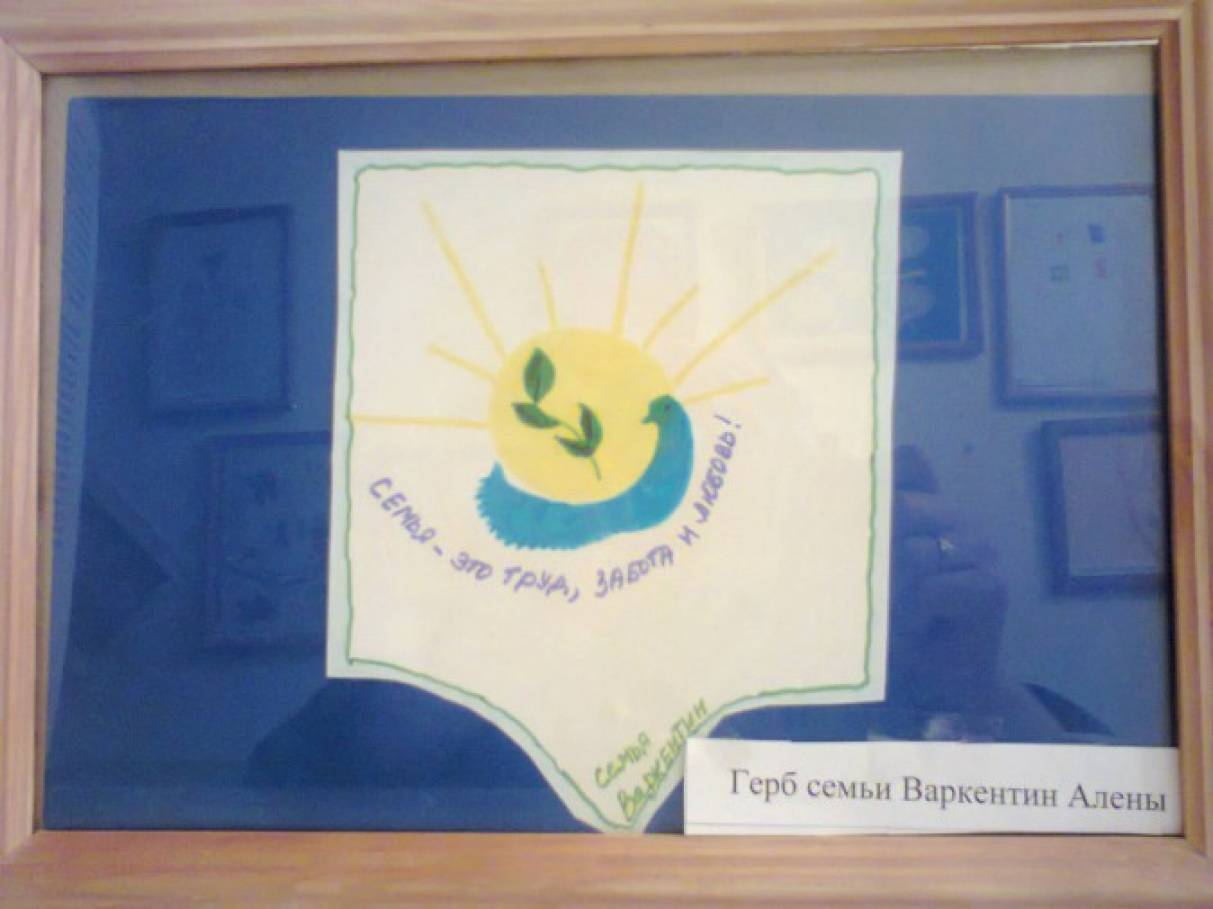 СЕМЬЯ - ЭТО ТРУД, ЗАБОТА И ЛЮБОВЬ!
СЕМЬЯ
ВАРКЕНТИН
Герб семьи Варкентин Алены